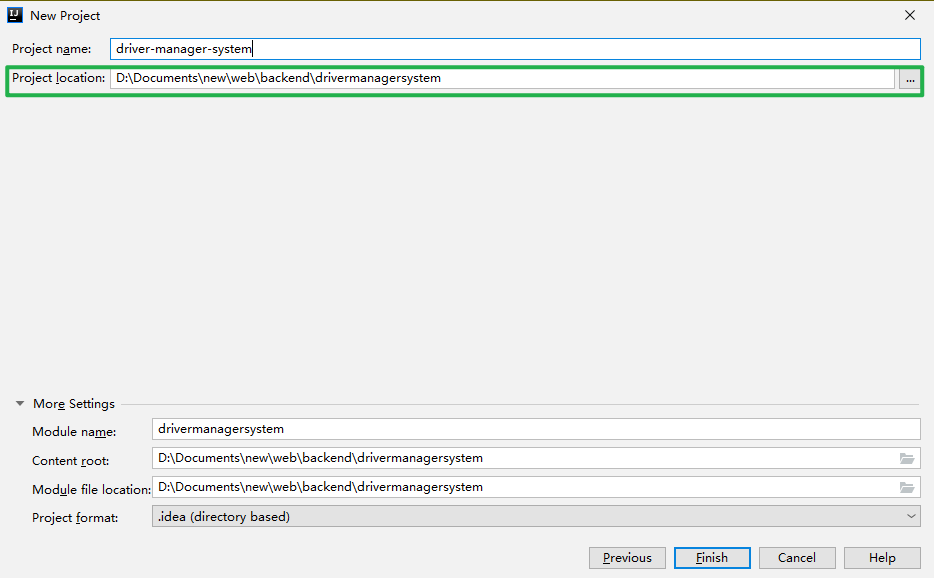 IJ New Project
Project name: driver-manager-system
Project location: D:\Documents\new\web\backend\drivermanagersystem ...
More Settings
Module name: drivermanagersystem
Content root: D:\Documents\new\web\backend\drivermanagersystem
Module file location: D:\Documents\new\web\backend\drivermanagersystem
Project format: .idea (directory based)
Previous Finish Cancel Help